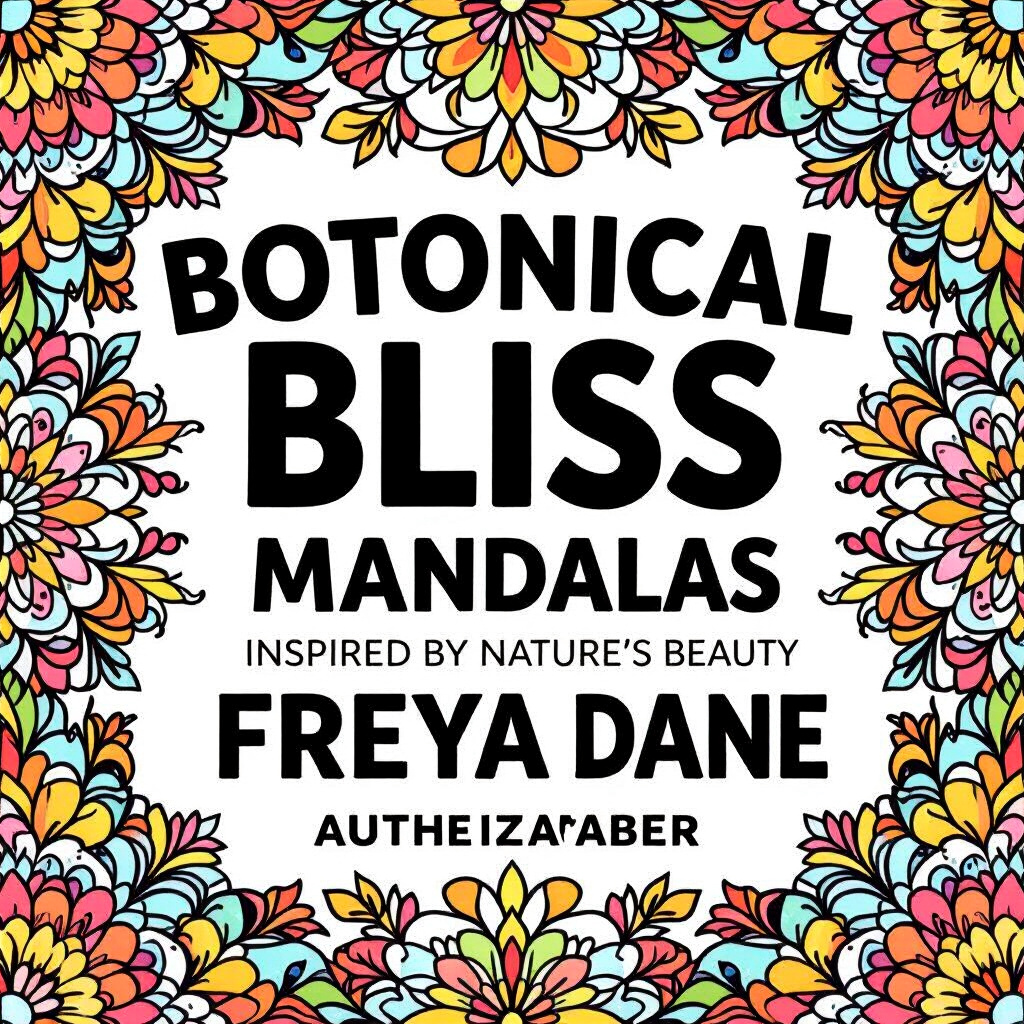 BOTONICAL
BLISS
MANDALAS
INSPIRED BY NATURE'S BEAUTY
FREYA DANE